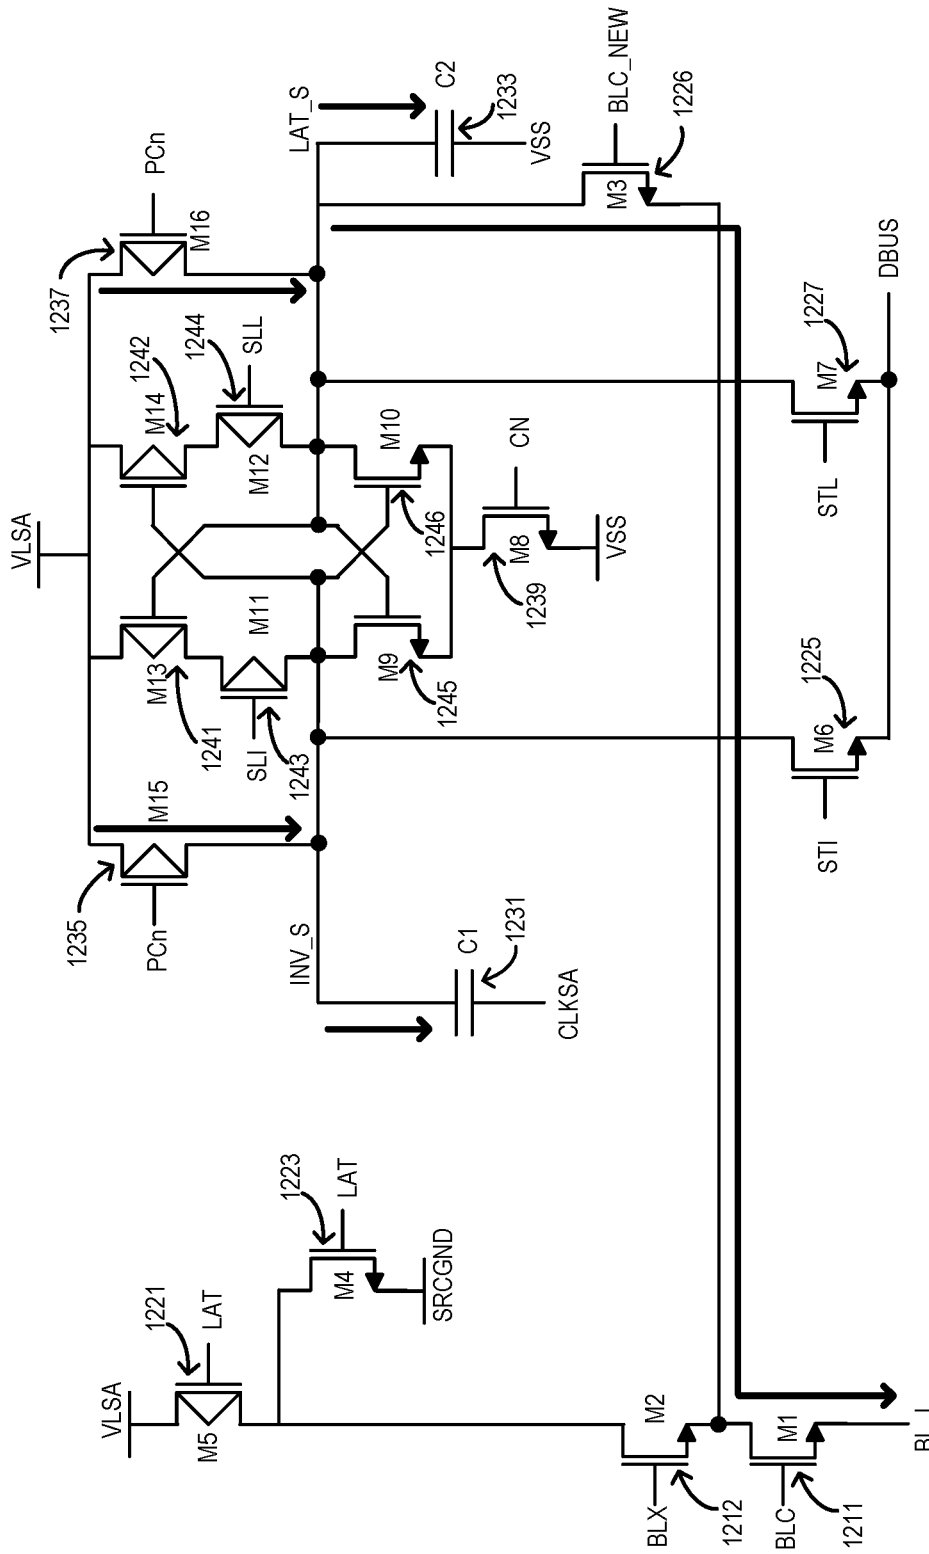 VLSA
1221
LAT
M5
1223
LAT
M4
SRCGND
BLX
M2
1212
BLC
M1
1211
BL_I
VLSA
1235
PCn
M15
1237
PCn
M16
M13
1241
M14
1242
SLI
1243
M11
M12
1244
SLL
INV_S
LAT_S
C1
1231
CLKSA
C2
1233
VSS
M9
1245
M10
1246
M8
1239
CN
VSS
M3
BLC_NEW
1226
STI
M6
1225
STL
M7
1227
DBUS